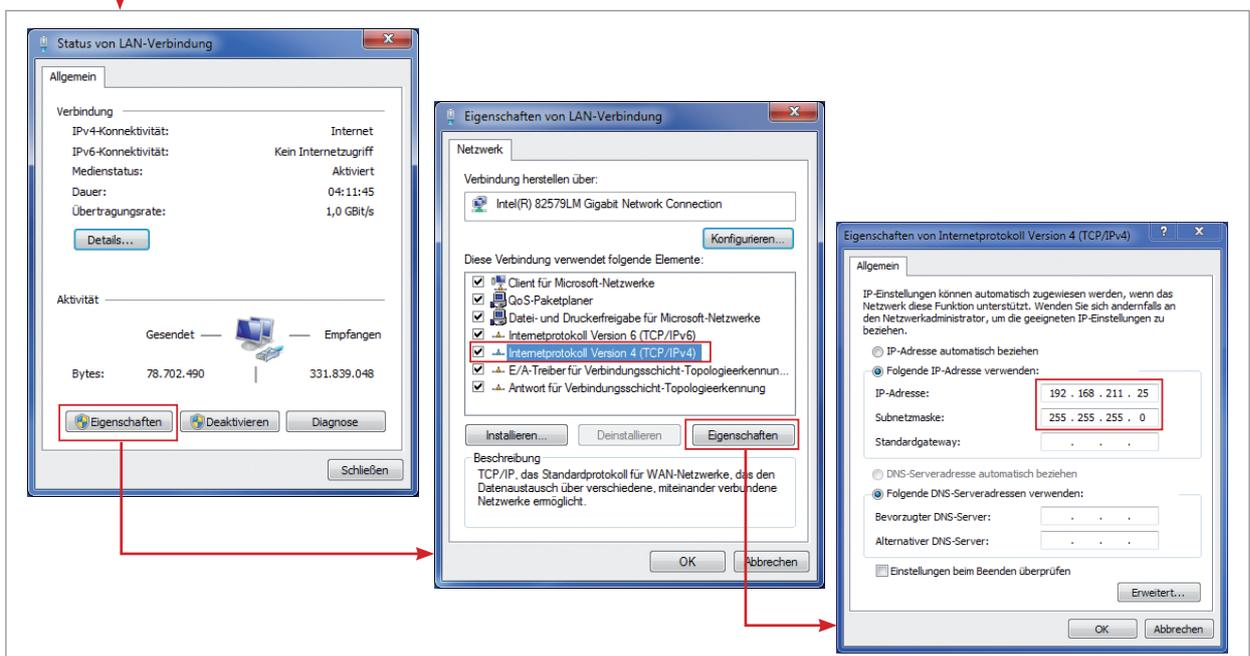 Status von LAN-Verbindung
Allgemein
Verbindung
IPv4-Konnektivität: Internet
IPv6-Konnektivität: Kein Internetzugriff
Medienstatus: Aktiviert
Dauer: 04:11:45
Übertragungsrate: 1,0 GBit/s
Details...
Aktivität
Gesendet — — Empfangen
Bytes: 78.702.490 | 331.839.048
Eigenschaften Deaktivieren Diagnose
Schließen
Eigenschaften von LAN-Verbindung
Netzwerk
Verbindung herstellen über:
Intel(R) 82579LM Gigabit Network Connection
Konfigurieren...
Diese Verbindung verwendet folgende Elemente:
Client für Microsoft-Netzwerke
QoS-Paketplaner
Datei- und Druckerfreigabe für Microsoft-Netzwerke
Internetprotokoll Version 6 (TCP/IPv6)
Internetprotokoll Version 4 (TCP/IPv4)
E/A-Treiber für Verbindungsschicht-Topologieerkennun...
Antwort für Verbindungsschicht-Topologieerkennung
Installieren... Deinstallieren Eigenschaften
Beschreibung
TCP/IP, das Standardprotokoll für WAN-Netzwerke, das den
Datenaustausch über verschiedene, miteinander verbundene
Netzwerke ermöglicht.
OK Abbrechen
Eigenschaften von Internetprotokoll Version 4 (TCP/IPv4)
Allgemein
IP-Einstellungen können automatisch zugewiesen werden, wenn das
Netzwerk diese Funktion unterstützt. Wenden Sie sich andernfalls an
den Netzwerkadministrator, um die geeigneten IP-Einstellungen zu
beziehen.
IP-Adresse automatisch beziehen
Folgende IP-Adresse verwenden:
IP-Adresse: 192 . 168 . 211 . 25
Subnetzmaske: 255 . 255 . 255 . 0
Standardgateway: . . .
DNS-Serveradresse automatisch beziehen
Folgende DNS-Serveradressen verwenden:
Bevorzugter DNS-Server: . . .
Alternativer DNS-Server: . . .
Einstellungen beim Beenden überprüfen
Erweitert...
OK Abbrechen